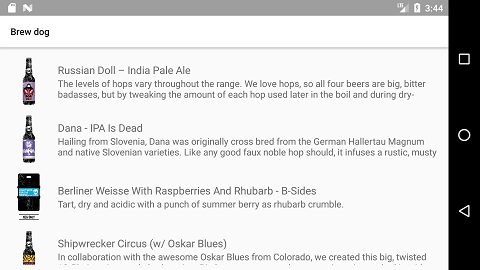 3:44
Brew dog
Russian Doll – India Pale Ale
The levels of hops vary throughout the range. We love hops, so all four beers are big, bitter
badasses, but by tweaking the amount of each hop used later in the boil and during dry-
Dana - IPA Is Dead
Hailing from Slovenia, Dana was originally cross bred from the German Hallertau Magnum
and native Slovenian varieties. Like any good faux noble hop should, it infuses a rustic, musty
Berliner Weisse With Raspberries And Rhubarb - B-Sides
Tart, dry and acidic with a punch of summer berry as rhubarb crumble.
Shipwrecker Circus (w/ Oskar Blues)
In collaboration with the awesome Oskar Blues from Colorado, we created this big, twisted